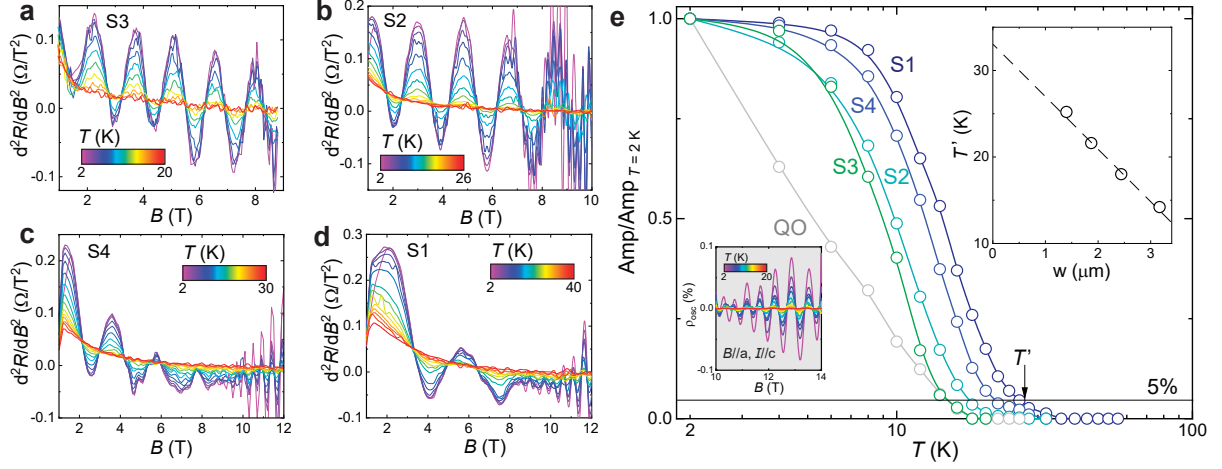 a
S3
d²R/dB² (Ω/T²)
0.1
0.0
-0.1
T (K)
2 20
2 4 6 8
B (T)
b
S2
d²R/dB² (Ω/T²)
0.2
0.1
0.0
-0.1
T (K)
2 26
2 4 6 8 10
B (T)
c
S4
d²R/dB² (Ω/T²)
0.2
0.1
0.0
-0.1
T (K)
2 30
2 4 6 8 10 12
B (T)
d
S1
d²R/dB² (Ω/T²)
0.3
0.2
0.1
0.0
-0.1
T (K)
2 40
2 4 6 8 10 12
B (T)
e
Amp/Amp T = 2 K
1.0
0.5
0.0
S1
S4
S3
S2
QO
T'
5%
2 10 100
T (K)
T' (K)
30
20
10
0 1 2 3
w (μm)
ρosc (%)
0.1
0.0
-0.1
T (K)
2 20
B//a, I//c
10 12 14
B (T)